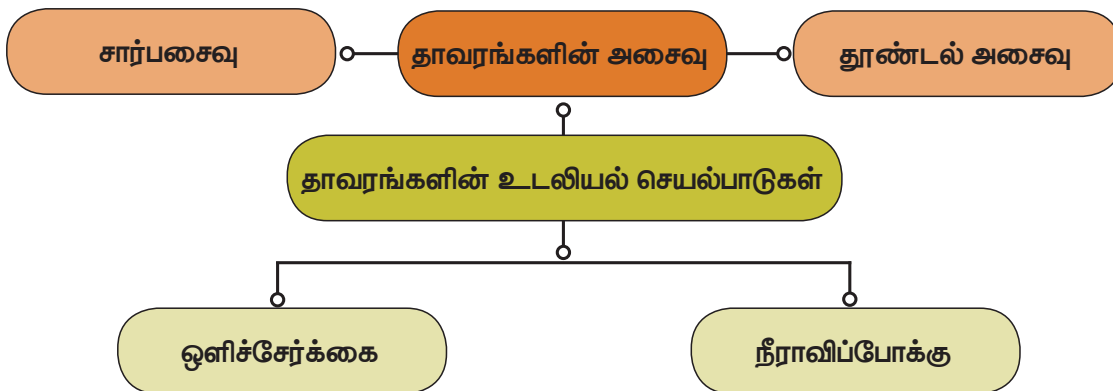 சார்பசைவு
தாவரங்களின் அசைவு
தூண்டல் அசைவு
தாவரங்களின் உடலியல் செயல்பாடுகள்
ஒளிச்சேர்க்கை
நீராவிப்போக்கு